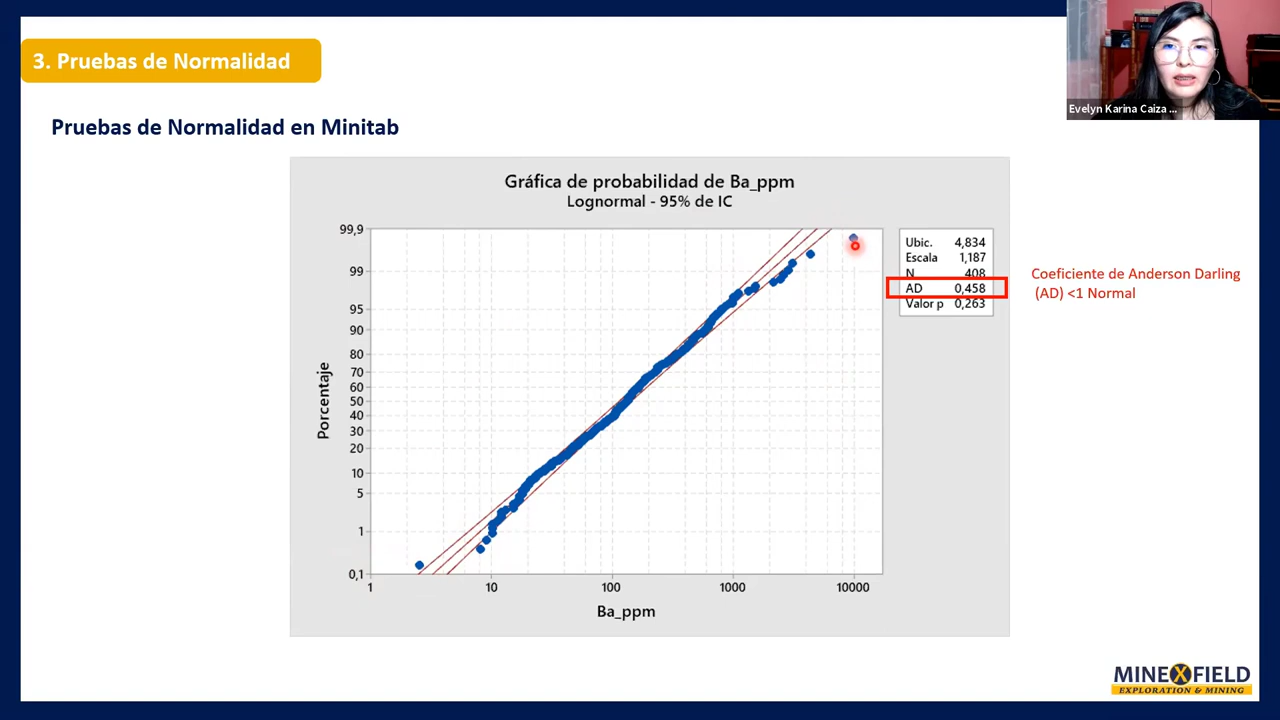 3. Pruebas de Normalidad
Evelyn Karina Caiza ...
Pruebas de Normalidad en Minitab
Gráfica de probabilidad de Ba_ppm
Lognormal - 95% de IC
Porcentaje
99,9
99
95
90
80
70
60
50
40
30
20
10
5
1
0,1
1
10
100
1000
10000
Ba_ppm
Ubic. 4,834
Escala 1,187
N 408
AD 0,458
Valor p 0,263
Coeficiente de Anderson Darling
(AD) <1 Normal
MINEXFIELD
EXPLORATION & MINING